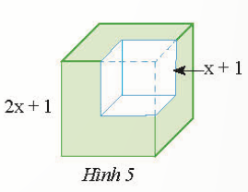 x + 1
2x + 1
Hình 5